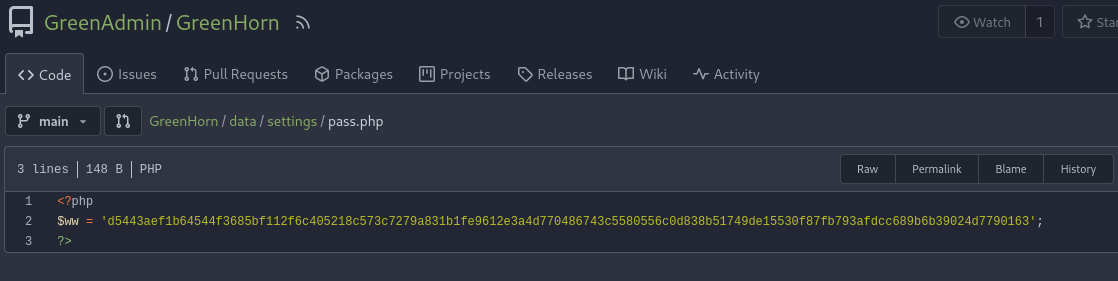 GreenAdmin / GreenHorn
Watch 1
Code Issues Pull Requests Packages Projects Releases Wiki Activity
main GreenHorn / data / settings / pass.php
3 lines 148 B PHP Raw Permalink Blame History
1 <?php
2 $ww = 'd5443aef1b64544f3685bf112f6c405218c573c7279a831b1fe9612e3a4d770486743c5580556c0d838b51749de15530f87fb793afdcc689b6b39024d7790163';
3 ?>